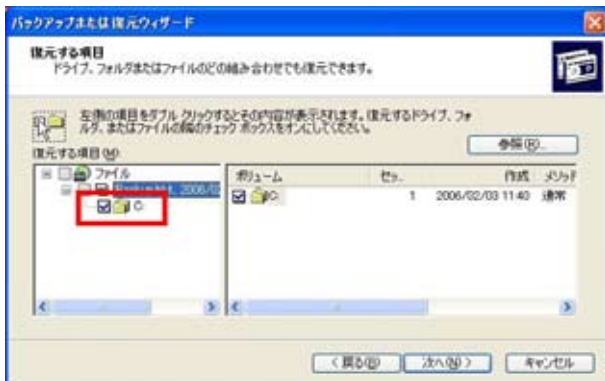 バックアップまたは復元ウィザード
復元する項目
ドライブ、フォルダまたはファイルのどの組み合わせでも復元できます。
左側の項目をダブル クリックするとその内容が表示されます。復元するドライブ、フォ
ルダ、またはファイルの横のチェック ボックスをオンにしてください。
参照(R)...
復元する項目(M):
ファイル
2006/02
C:
ボリューム セッ.. 作成 メソッド
C: 1 2006/02/03 11:40 通常
< 戻る(B) 次へ(N) > キャンセル